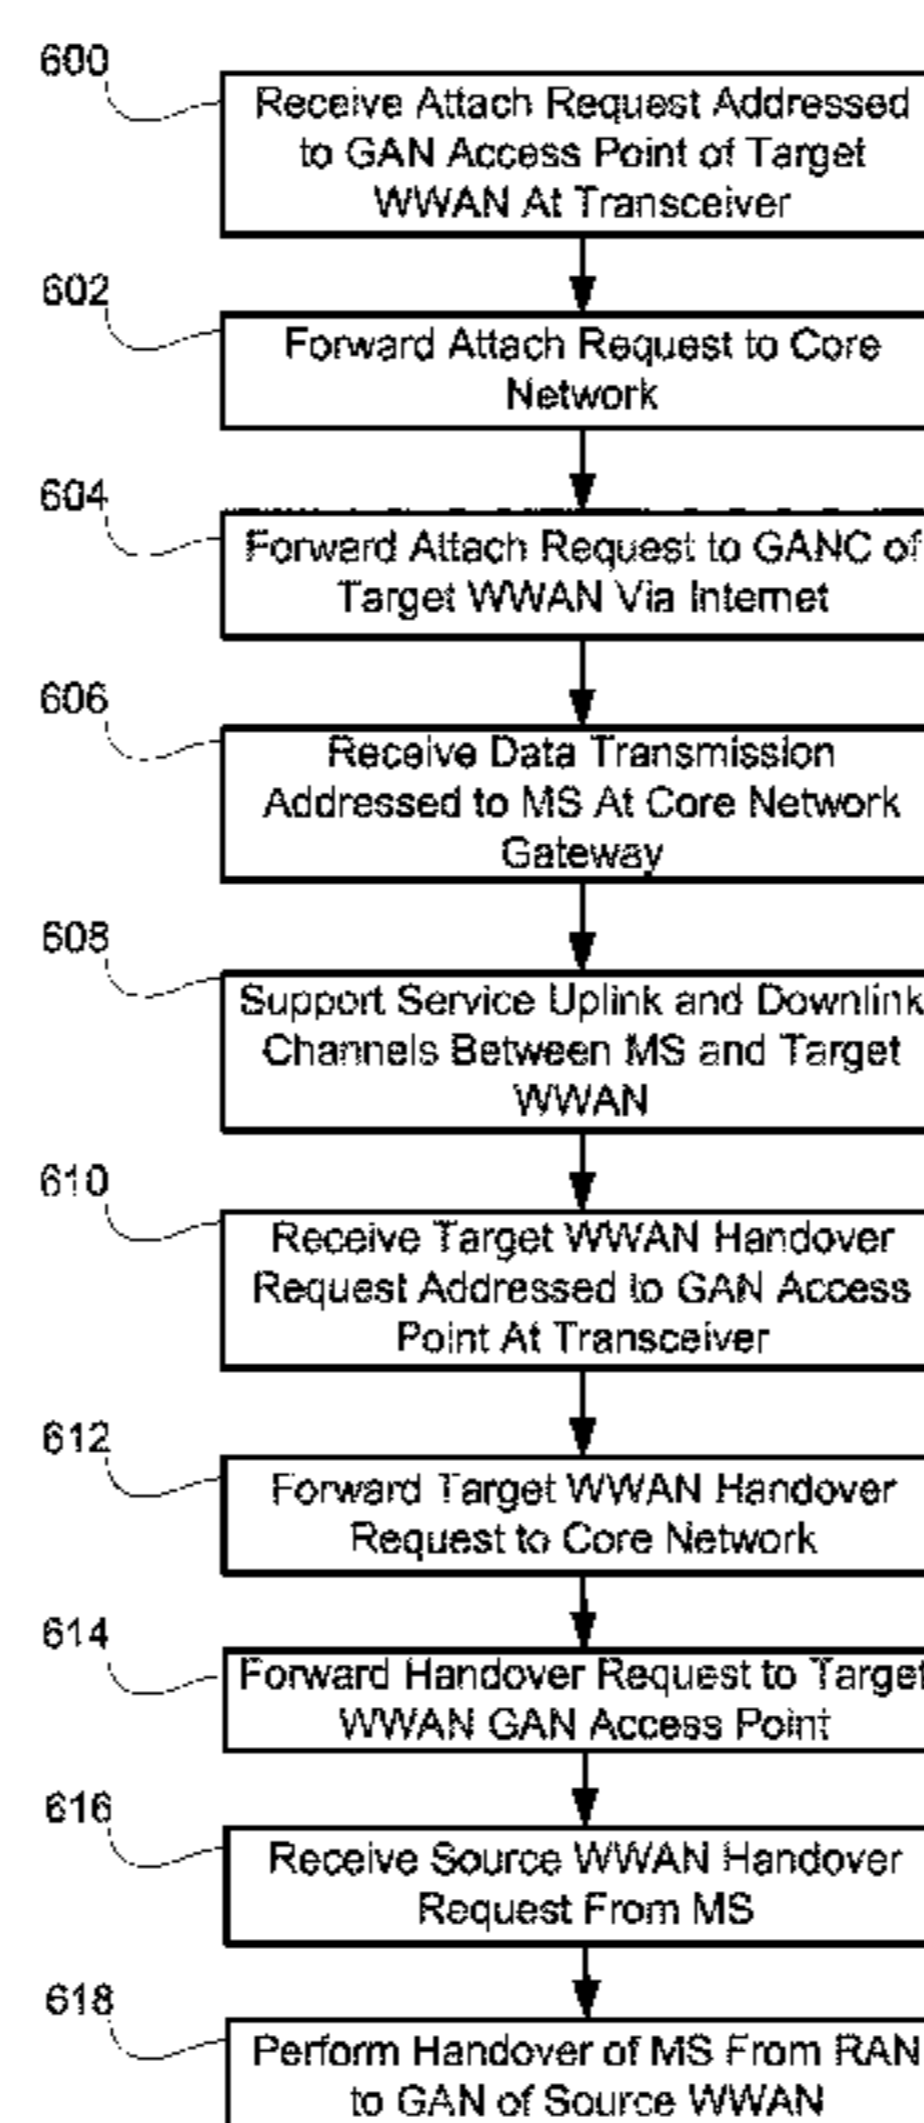 600
Receive Attach Request Addressed
to GAN Access Point of Target
WWAN At Transceiver
602
Forward Attach Request to Core
Network
604
Forward Attach Request to GANC of
Target WWAN Via Internet
606
Receive Data Transmission
Addressed to MS At Core Network
Gateway
608
Support Service Uplink and Downlink
Channels Between MS and Target
WWAN
610
Receive Target WWAN Handover
Request Addressed to GAN Access
Point At Transceiver
612
Forward Target WWAN Handover
Request to Core Network
614
Forward Handover Request to Target
WWAN GAN Access Point
616
Receive Source WWAN Handover
Request From MS
618
Perform Handover of MS From RAN
to GAN of Source WWAN